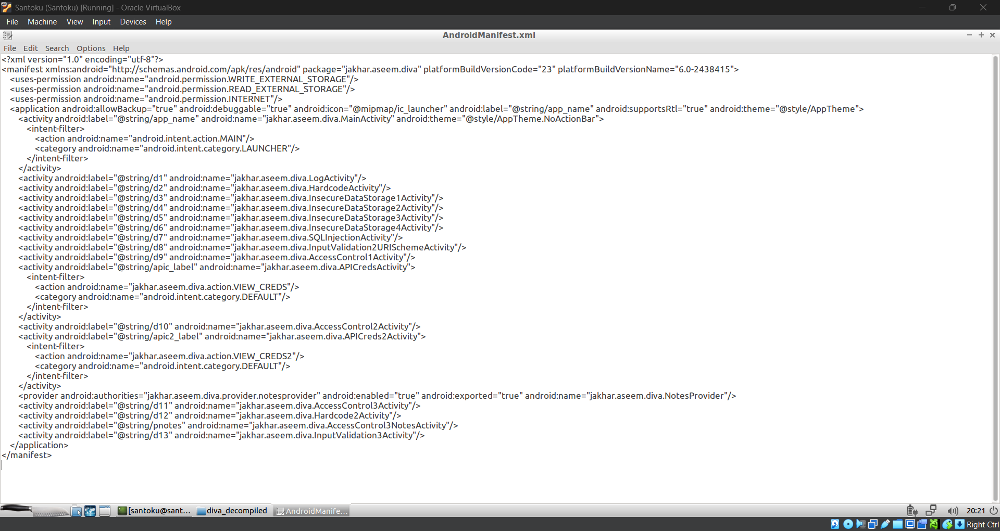 Santoku (Santoku) [Running] - Oracle VirtualBox
File Machine View Input Devices Help
AndroidManifest.xml
File Edit Search Options Help
<?xml version="1.0" encoding="utf-8"?>
<manifest xmlns:android="http://schemas.android.com/apk/res/android" package="jakhar.aseem.diva" platformBuildVersionCode="23" platformBuildVersionName="6.0-2438415">
<uses-permission android:name="android.permission.WRITE_EXTERNAL_STORAGE"/>
<uses-permission android:name="android.permission.READ_EXTERNAL_STORAGE"/>
<uses-permission android:name="android.permission.INTERNET"/>
<application android:allowBackup="true" android:debuggable="true" android:icon="@mipmap/ic_launcher" android:label="@string/app_name" android:supportsRtl="true" android:theme="@style/AppTheme">
<activity android:label="@string/app_name" android:name="jakhar.aseem.diva.MainActivity" android:theme="@style/AppTheme.NoActionBar">
<intent-filter>
<action android:name="android.intent.action.MAIN"/>
<category android:name="android.intent.category.LAUNCHER"/>
</intent-filter>
</activity>
<activity android:label="@string/d1" android:name="jakhar.aseem.diva.LogActivity"/>
<activity android:label="@string/d2" android:name="jakhar.aseem.diva.HardcodeActivity"/>
<activity android:label="@string/d3" android:name="jakhar.aseem.diva.InsecureDataStorage1Activity"/>
<activity android:label="@string/d4" android:name="jakhar.aseem.diva.InsecureDataStorage2Activity"/>
<activity android:label="@string/d5" android:name="jakhar.aseem.diva.InsecureDataStorage3Activity"/>
<activity android:label="@string/d6" android:name="jakhar.aseem.diva.InsecureDataStorage4Activity"/>
<activity android:label="@string/d7" android:name="jakhar.aseem.diva.SQLInjectionActivity"/>
<activity android:label="@string/d8" android:name="jakhar.aseem.diva.InputValidation2URISchemeActivity"/>
<activity android:label="@string/d9" android:name="jakhar.aseem.diva.AccessControl1Activity"/>
<activity android:label="@string/apic_label" android:name="jakhar.aseem.diva.APICredsActivity">
<intent-filter>
<action android:name="jakhar.aseem.diva.action.VIEW_CREDS"/>
<category android:name="android.intent.category.DEFAULT"/>
</intent-filter>
</activity>
<activity android:label="@string/d10" android:name="jakhar.aseem.diva.AccessControl2Activity"/>
<activity android:label="@string/apic2_label" android:name="jakhar.aseem.diva.APICreds2Activity">
<intent-filter>
<action android:name="jakhar.aseem.diva.action.VIEW_CREDS2"/>
<category android:name="android.intent.category.DEFAULT"/>
</intent-filter>
</activity>
<provider android:authorities="jakhar.aseem.diva.provider.notesprovider" android:enabled="true" android:exported="true" android:name="jakhar.aseem.diva.NotesProvider"/>
<activity android:label="@string/d11" android:name="jakhar.aseem.diva.AccessControl3Activity"/>
<activity android:label="@string/d12" android:name="jakhar.aseem.diva.Hardcode2Activity"/>
<activity android:label="@string/pnotes" android:name="jakhar.aseem.diva.AccessControl3NotesActivity"/>
<activity android:label="@string/d13" android:name="jakhar.aseem.diva.InputValidation3Activity"/>
</application>
</manifest>
[santoku@sant... diva_decompiled AndroidManife... 20:21
Right Ctrl